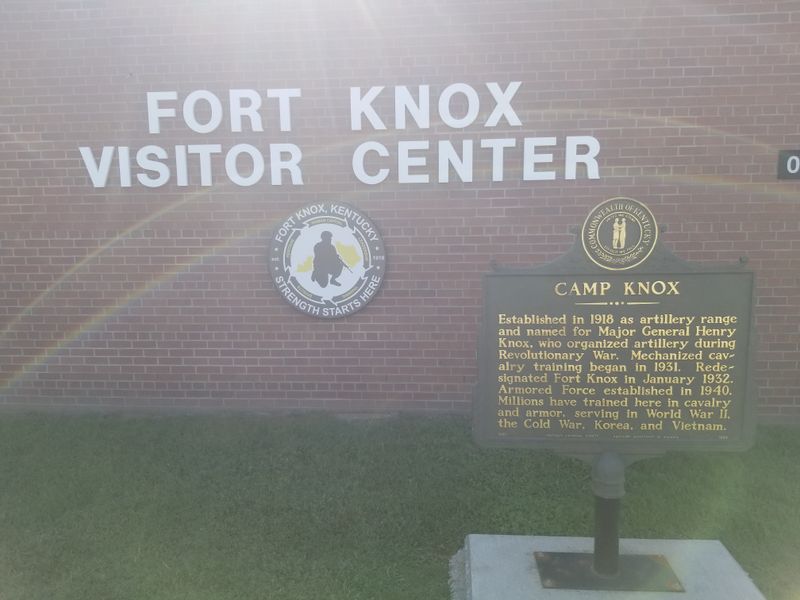 FORT KNOX
VISITOR CENTER
0
FORT KNOX, KENTUCKY
est. 1918
STRENGTH STARTS HERE
COMMONWEALTH OF KENTUCKY
CAMP KNOX
Established in 1918 as artillery range
and named for Major General Henry
Knox, who organized artillery during
Revolutionary War. Mechanized cav-
alry training began in 1931. Rede-
signated Fort Knox in January 1932.
Armored Force established in 1940.
Millions have trained here in cavalry
and armor, serving in World War II,
the Cold War, Korea, and Vietnam.